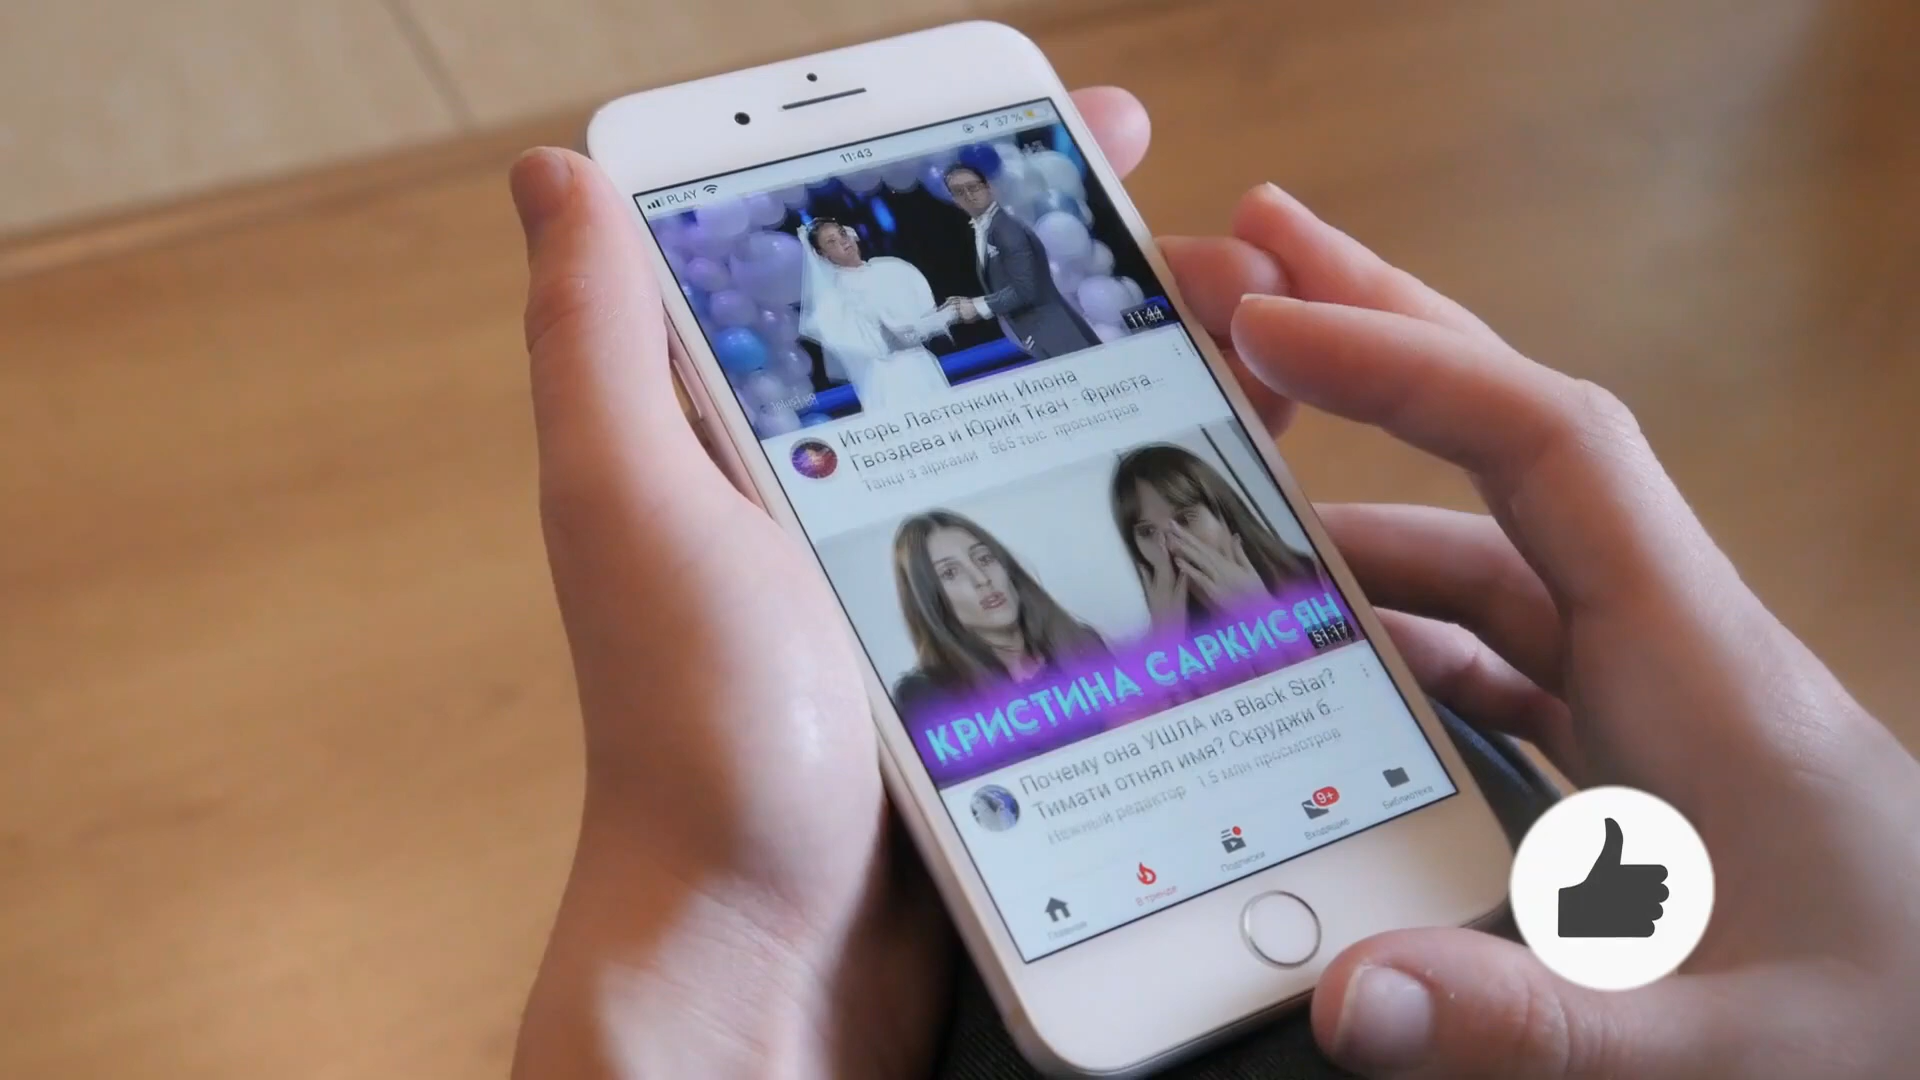 PLAY
11:43
37 %
11:44
Игорь Ласточкин, Илона
Гвоздева и Юрий Ткач - Фриста...
Танці з зірками 565 тыс. просмотров
КРИСТИНА САРКИСЯН
51:17
Почему она УШЛА из Black Star?
Тимати отнял имя? Скруджи б...
Нежный редактор 1,5 млн просмотров
Главная
В тренде
Подписки
9+
Входящие
Библиотека